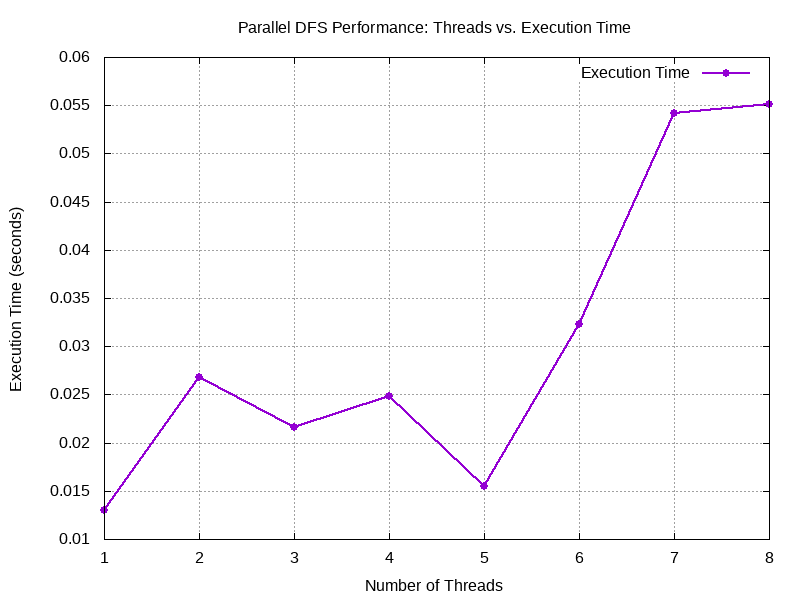 Parallel DFS Performance: Threads vs. Execution Time
Execution Time
0.06
0.055
0.05
0.045
0.04
0.035
0.03
0.025
0.02
0.015
0.01
Execution Time (seconds)
1 2 3 4 5 6 7 8
Number of Threads